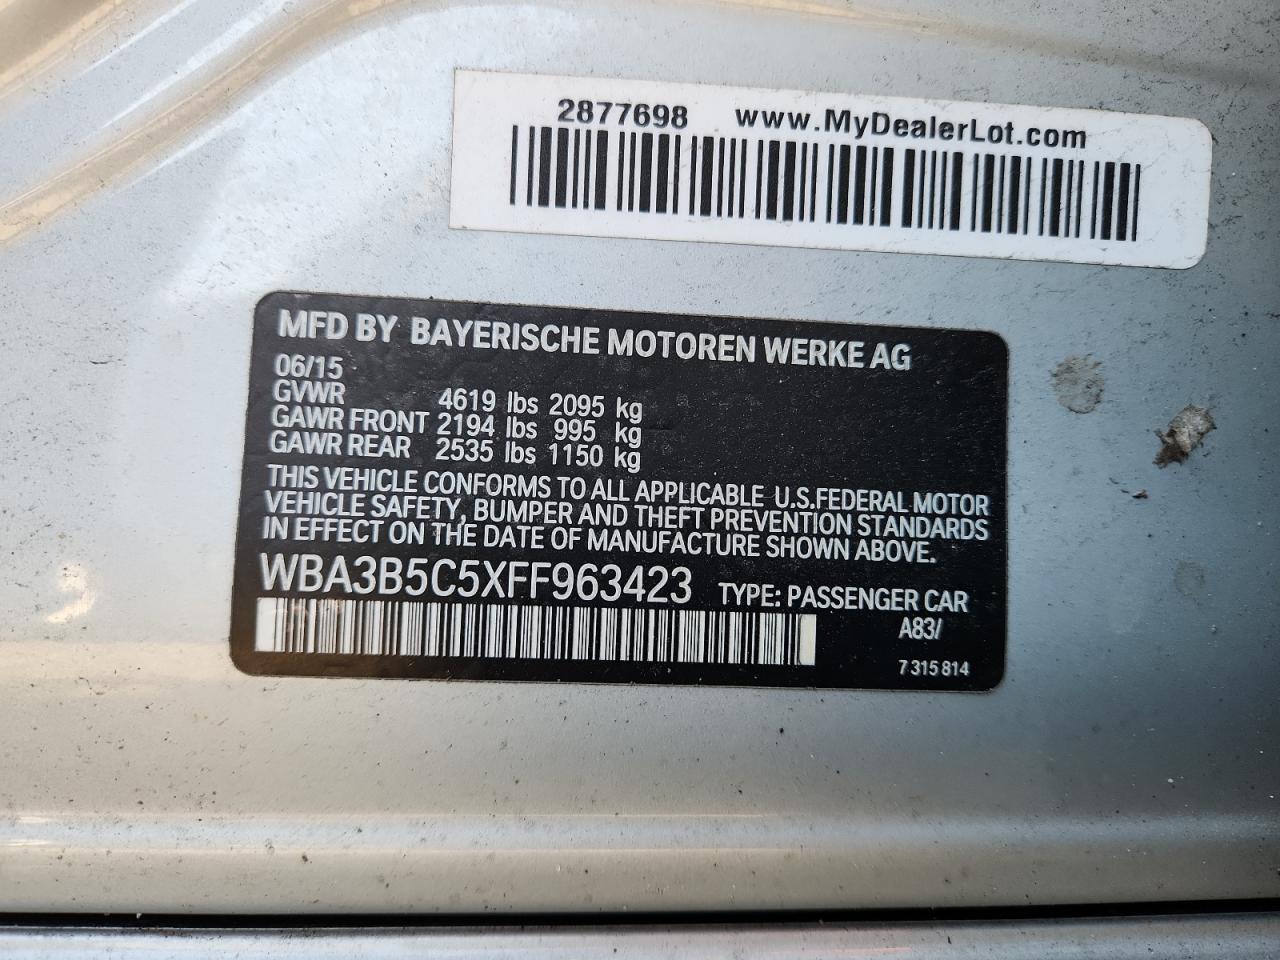 2877698 www.MyDealerLot.com
MFD BY BAYERISCHE MOTOREN WERKE AG
06/15
GVWR 4619 lbs 2095 kg
GAWR FRONT 2194 lbs 995 kg
GAWR REAR 2535 lbs 1150 kg
THIS VEHICLE CONFORMS TO ALL APPLICABLE U.S.FEDERAL MOTOR
VEHICLE SAFETY, BUMPER AND THEFT PREVENTION STANDARDS
IN EFFECT ON THE DATE OF MANUFACTURE SHOWN ABOVE.
WBA3B5C5XFF963423 TYPE: PASSENGER CAR
A83/
7 315 814